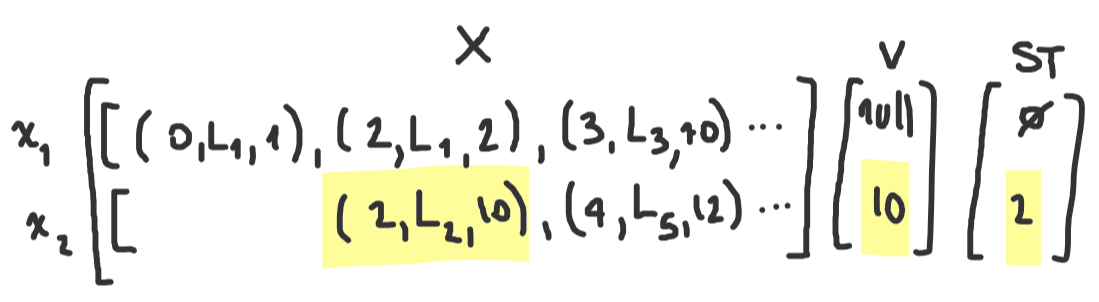 X V ST
x₁ [ [ (0,L₁,1), (2,L₁,2), (3,L₃,10) ... ] [ null ] [ ø ]
x₂ [ [ (2,L₂,10), (4,L₅,12) ... ] [ 10 ] [ 2 ]